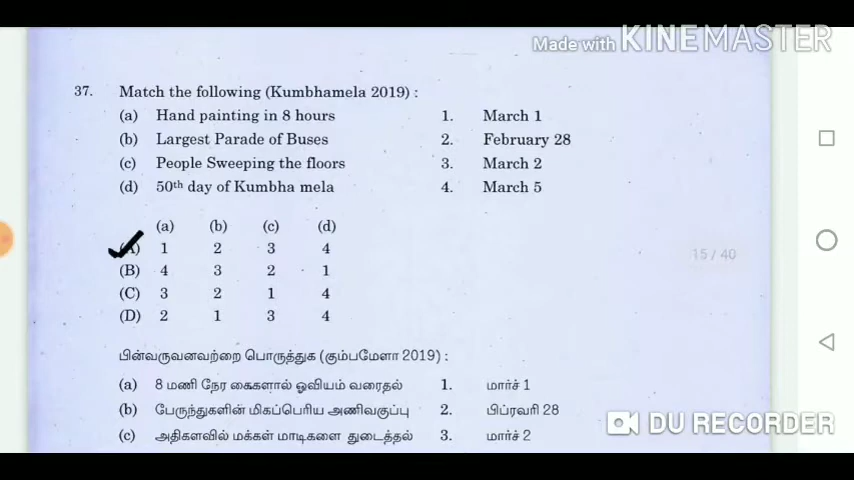 Made with KINEMASTER
37. Match the following (Kumbhamela 2019) :
(a) Hand painting in 8 hours 1. March 1
(b) Largest Parade of Buses 2. February 28
(c) People Sweeping the floors 3. March 2
(d) 50th day of Kumbha mela 4. March 5
(a) (b) (c) (d)
(A) 1 2 3 4
(B) 4 3 2 1
(C) 3 2 1 4
(D) 2 1 3 4
15 / 40
பின்வருவனவற்றை பொருத்துக (கும்பமேளா 2019) :
(a) 8 மணி நேர கைகளால் ஓவியம் வரைதல் 1. மார்ச் 1
(b) பேருந்துகளின் மிகப்பெரிய அணிவகுப்பு 2. பிப்ரவரி 28
(c) அதிகளவில் மக்கள் மாடிகளை துடைத்தல் 3. மார்ச் 2
DU RECORDER